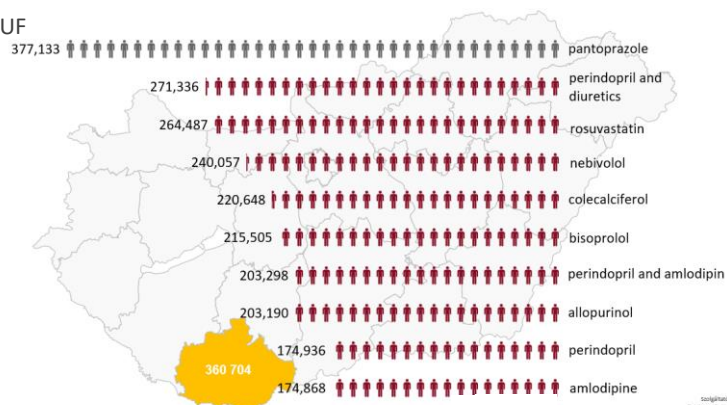 UF
377,133 pantoprazole
271,336 perindopril and
diuretics
264,487 rosuvastatin
240,057 nebivolol
220,648 colecalciferol
215,505 bisoprolol
203,298 perindopril and amlodipin
203,190 allopurinol
174,936 perindopril
360 704
174,868 amlodipine
Szolgáltat